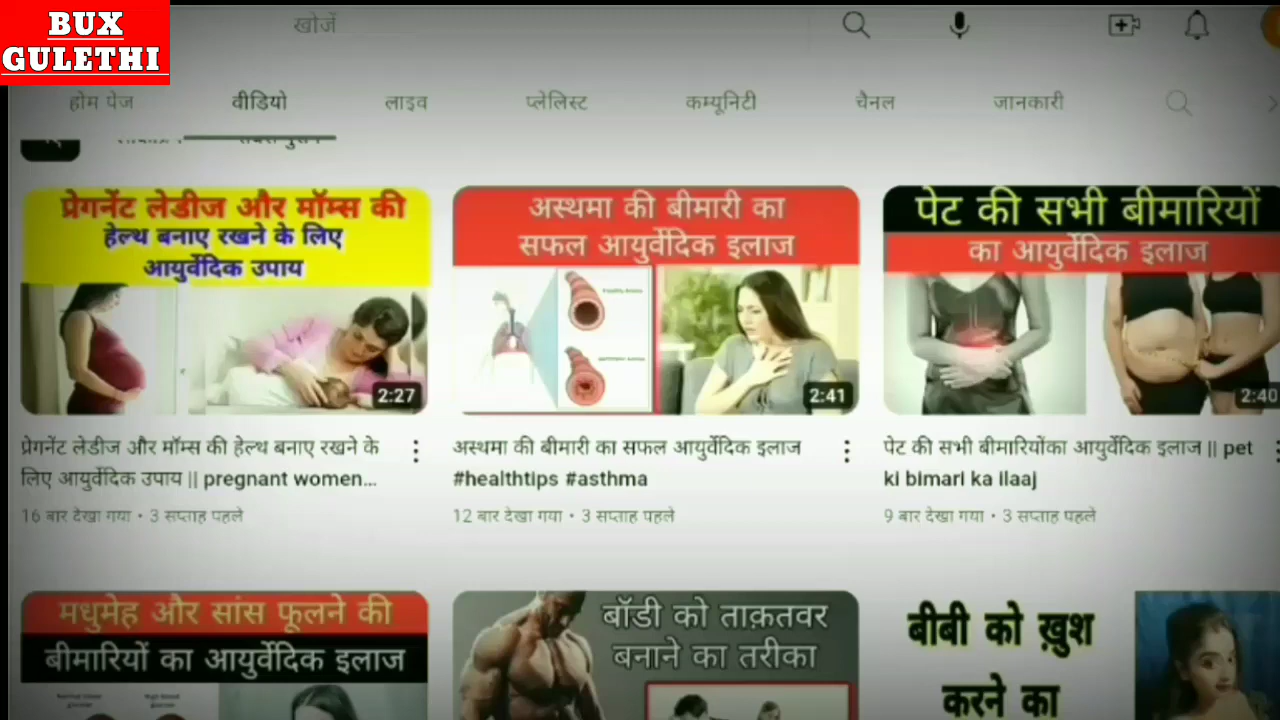 BUX
GULETHI
खोजें
होम पेज
वीडियो
लाइव
प्लेलिस्ट
कम्यूनिटी
चैनल
जानकारी
प्रेगनेंट लेडीज और मॉम्स की
हेल्थ बनाए रखने के लिए
आयुर्वेदिक उपाय
2:27
प्रेगनेंट लेडीज और मॉम्स की हेल्थ बनाए रखने के
लिए आयुर्वेदिक उपाय || pregnant women...
16 बार देखा गया • 3 सप्ताह पहले
अस्थमा की बीमारी का
सफल आयुर्वेदिक इलाज
2:41
अस्थमा की बीमारी का सफल आयुर्वेदिक इलाज
#healthtips #asthma
12 बार देखा गया • 3 सप्ताह पहले
पेट की सभी बीमारियों
का आयुर्वेदिक इलाज
2:40
पेट की सभी बीमारियोंका आयुर्वेदिक इलाज || pet
ki bimari ka ilaaj
9 बार देखा गया • 3 सप्ताह पहले
मधुमेह और सांस फूलने की
बीमारियों का आयुर्वेदिक इलाज
बॉडी को ताक़तवर
बनाने का तरीका
बीबी को ख़ुश
करने का